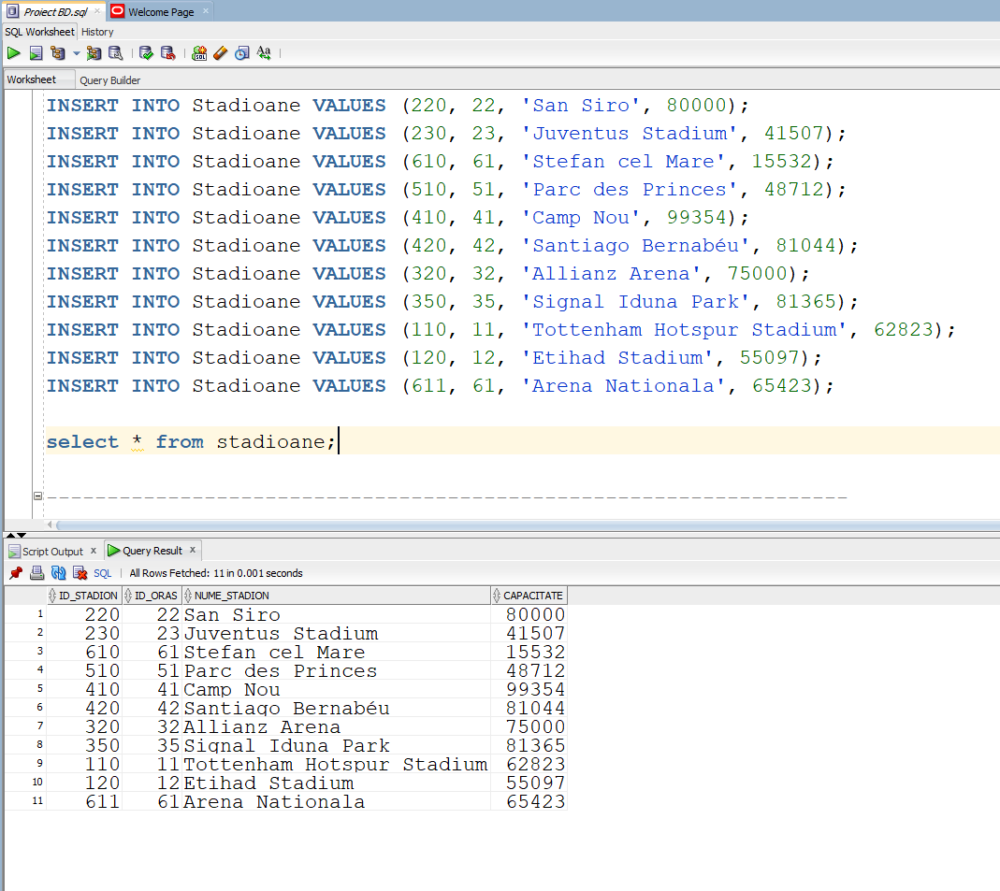 Proiect BD.sql × Welcome Page ×
SQL Worksheet History
Worksheet Query Builder
INSERT INTO Stadioane VALUES (220, 22, 'San Siro', 80000);
INSERT INTO Stadioane VALUES (230, 23, 'Juventus Stadium', 41507);
INSERT INTO Stadioane VALUES (610, 61, 'Stefan cel Mare', 15532);
INSERT INTO Stadioane VALUES (510, 51, 'Parc des Princes', 48712);
INSERT INTO Stadioane VALUES (410, 41, 'Camp Nou', 99354);
INSERT INTO Stadioane VALUES (420, 42, 'Santiago Bernabéu', 81044);
INSERT INTO Stadioane VALUES (320, 32, 'Allianz Arena', 75000);
INSERT INTO Stadioane VALUES (350, 35, 'Signal Iduna Park', 81365);
INSERT INTO Stadioane VALUES (110, 11, 'Tottenham Hotspur Stadium', 62823);
INSERT INTO Stadioane VALUES (120, 12, 'Etihad Stadium', 55097);
INSERT INTO Stadioane VALUES (611, 61, 'Arena Nationala', 65423);
select * from stadioane;
------------------------------------------------------------------
Script Output × Query Result ×
SQL | All Rows Fetched: 11 in 0.001 seconds
ID_STADION ID_ORAS NUME_STADION CAPACITATE
1 220 22 San Siro 80000
2 230 23 Juventus Stadium 41507
3 610 61 Stefan cel Mare 15532
4 510 51 Parc des Princes 48712
5 410 41 Camp Nou 99354
6 420 42 Santiago Bernabéu 81044
7 320 32 Allianz Arena 75000
8 350 35 Signal Iduna Park 81365
9 110 11 Tottenham Hotspur Stadium 62823
10 120 12 Etihad Stadium 55097
11 611 61 Arena Nationala 65423